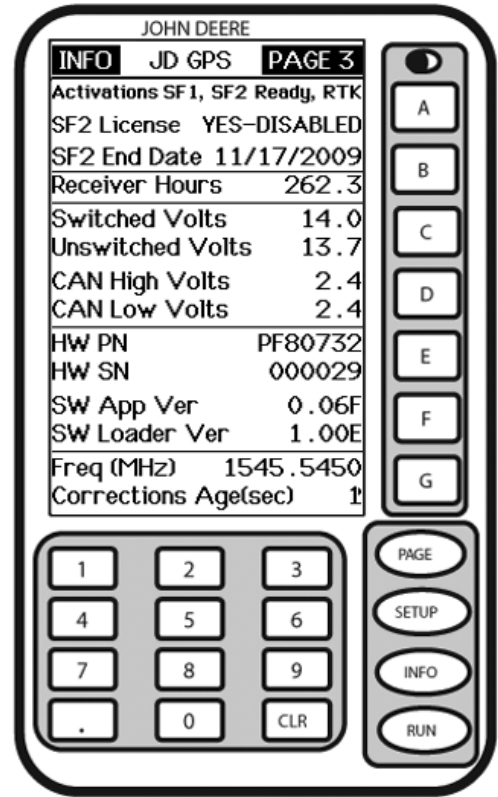 JOHN DEERE
INFO JD GPS PAGE 3
Activations SF1, SF2 Ready, RTK
SF2 License YES-DISABLED
SF2 End Date 11/17/2009
Receiver Hours 262.3
Switched Volts 14.0
Unswitched Volts 13.7
CAN High Volts 2.4
CAN Low Volts 2.4
HW PN PF80732
HW SN 000029
SW App Ver 0.06F
SW Loader Ver 1.00E
Freq (MHz) 1545.5450
Corrections Age(sec)
A
B
C
D
E
F
G
1 2 3
4 5 6
7 8 9
. 0 CLR
PAGE
SETUP
INFO
RUN